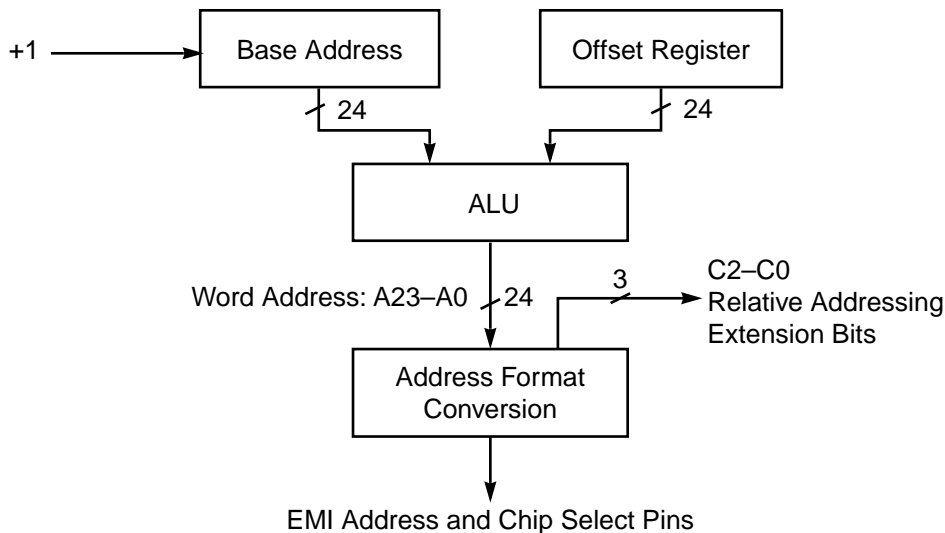 +1
Base Address
Offset Register
24
24
ALU
Word Address: A23–A0
24
3
C2–C0
Relative Addressing
Extension Bits
Address Format
Conversion
EMI Address and Chip Select Pins